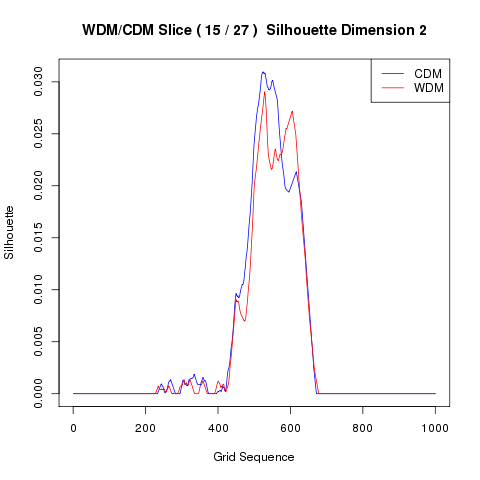 WDM/CDM Slice ( 15 / 27 )  Silhouette Dimension 2
CDM
WDM
Silhouette
0.030
0.025
0.020
0.015
0.010
0.005
0.000
0 200 400 600 800 1000
Grid Sequence